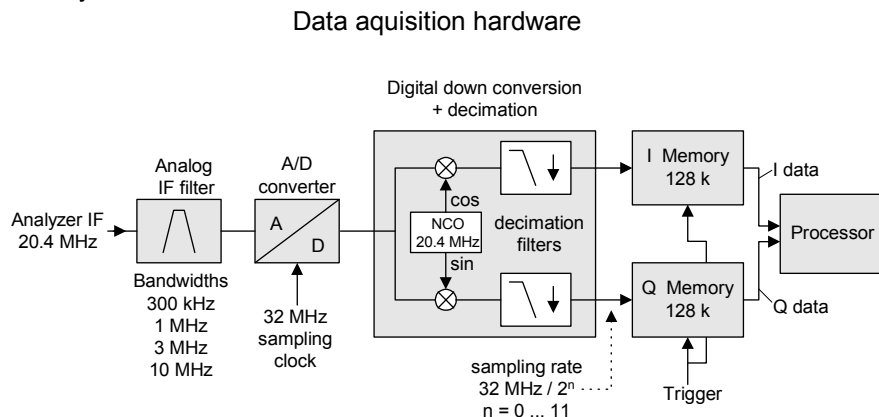 Data aquisition hardware
Digital down conversion
+ decimation
Analog
IF filter
A/D
converter
Analyzer IF
20.4 MHz
A
D
cos
NCO
20.4 MHz
sin
decimation
filters
I Memory
128 k
I data
Processor
Q Memory
128 k
Q data
Bandwidths
300 kHz
1 MHz
3 MHz
10 MHz
32 MHz
sampling
clock
sampling rate
32 MHz / 2ⁿ
n = 0 ... 11
Trigger